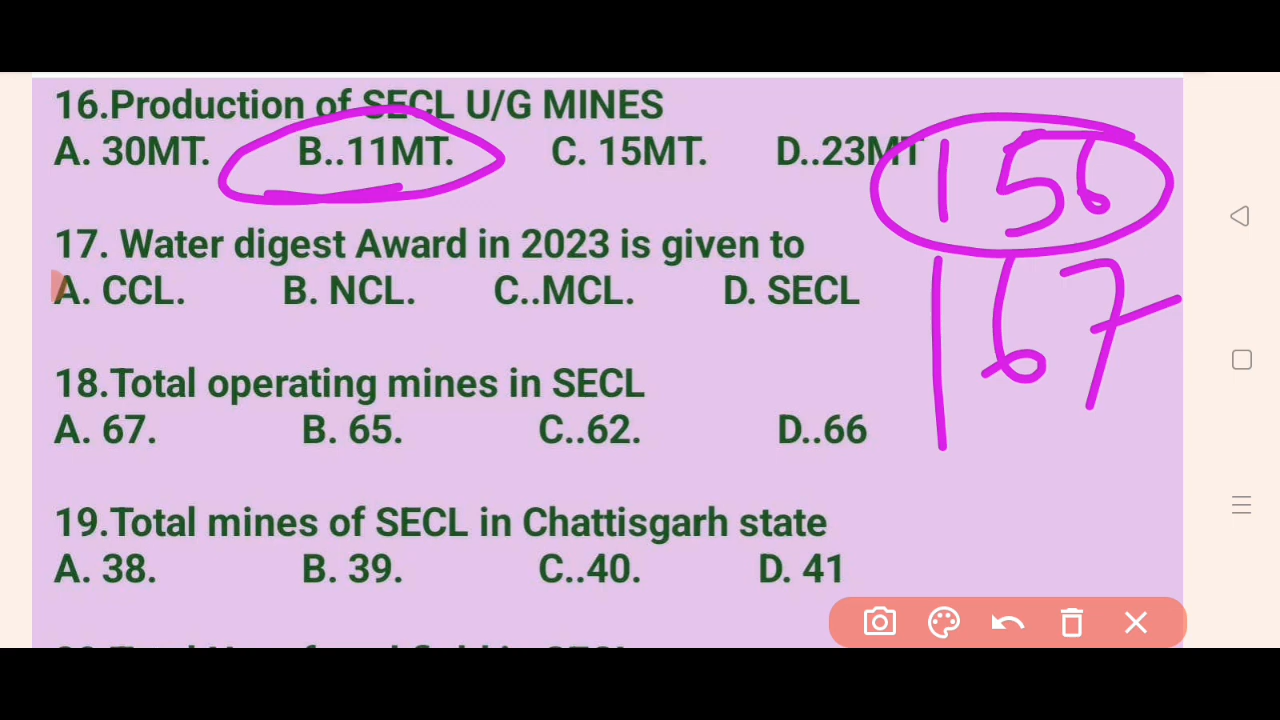 16.Production of SECL U/G MINES
A. 30MT. B..11MT. C. 15MT. D..23MT
156
17. Water digest Award in 2023 is given to
A. CCL. B. NCL. C..MCL. D. SECL
167
18.Total operating mines in SECL
A. 67. B. 65. C..62. D..66
19.Total mines of SECL in Chattisgarh state
A. 38. B. 39. C..40. D. 41